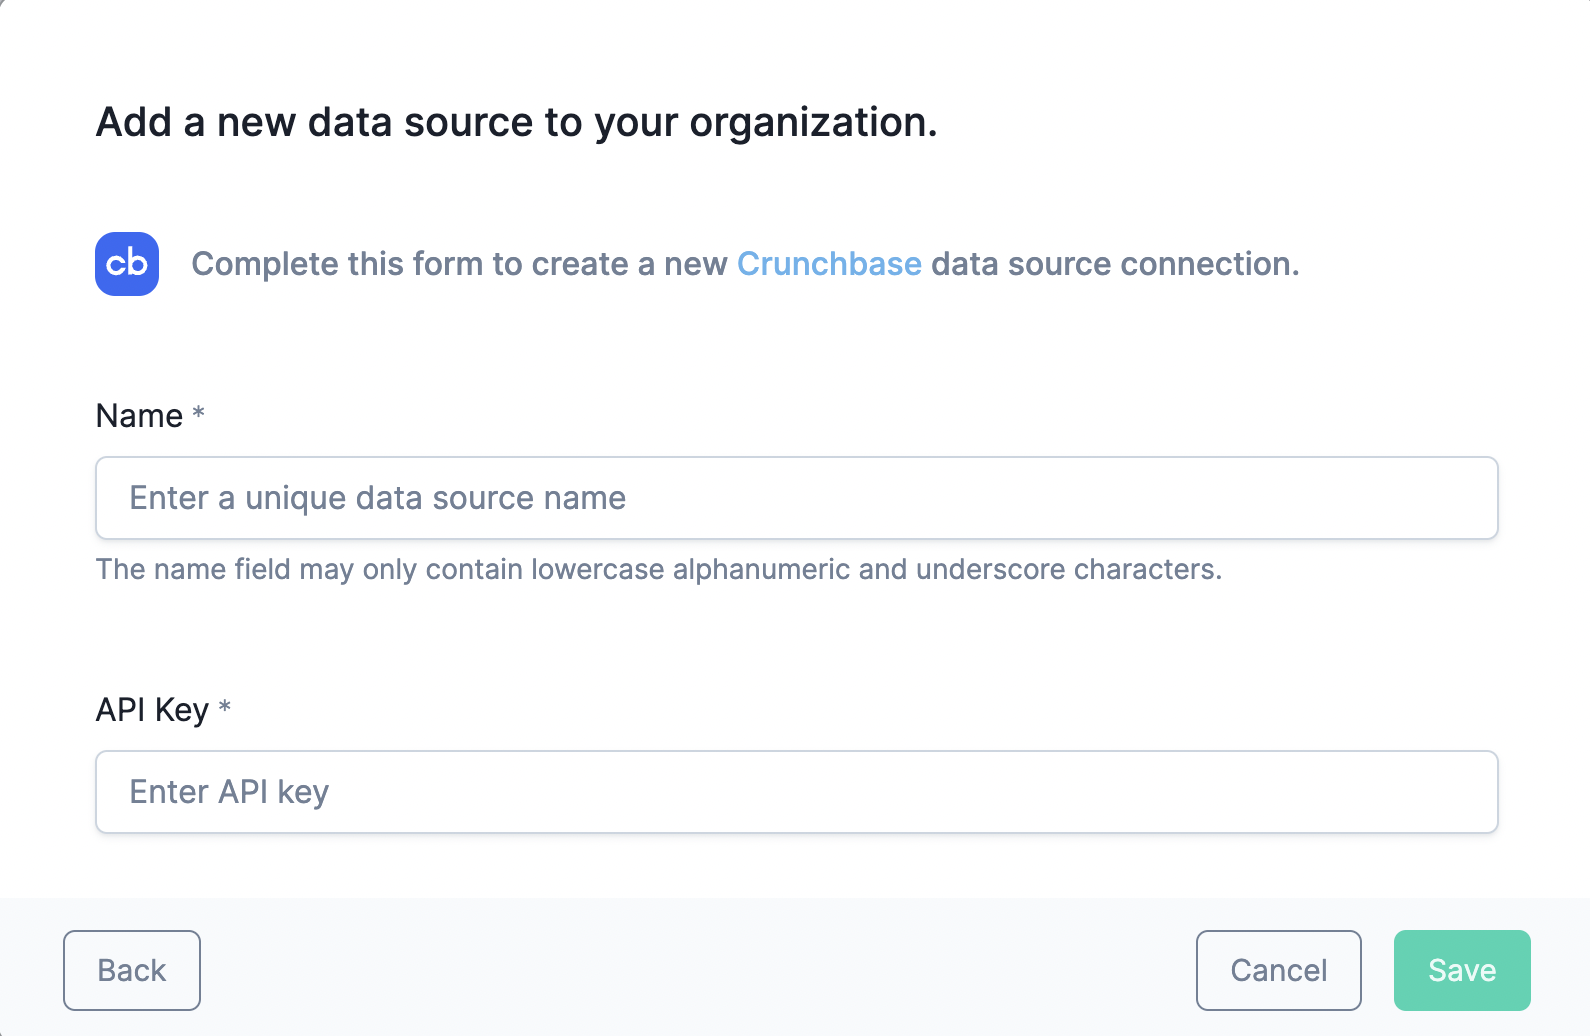 Add a new data source to your organization.
cb
Complete this form to create a new Crunchbase data source connection.
Name *
Enter a unique data source name
The name field may only contain lowercase alphanumeric and underscore characters.
API Key *
Enter API key
Back
Cancel
Save